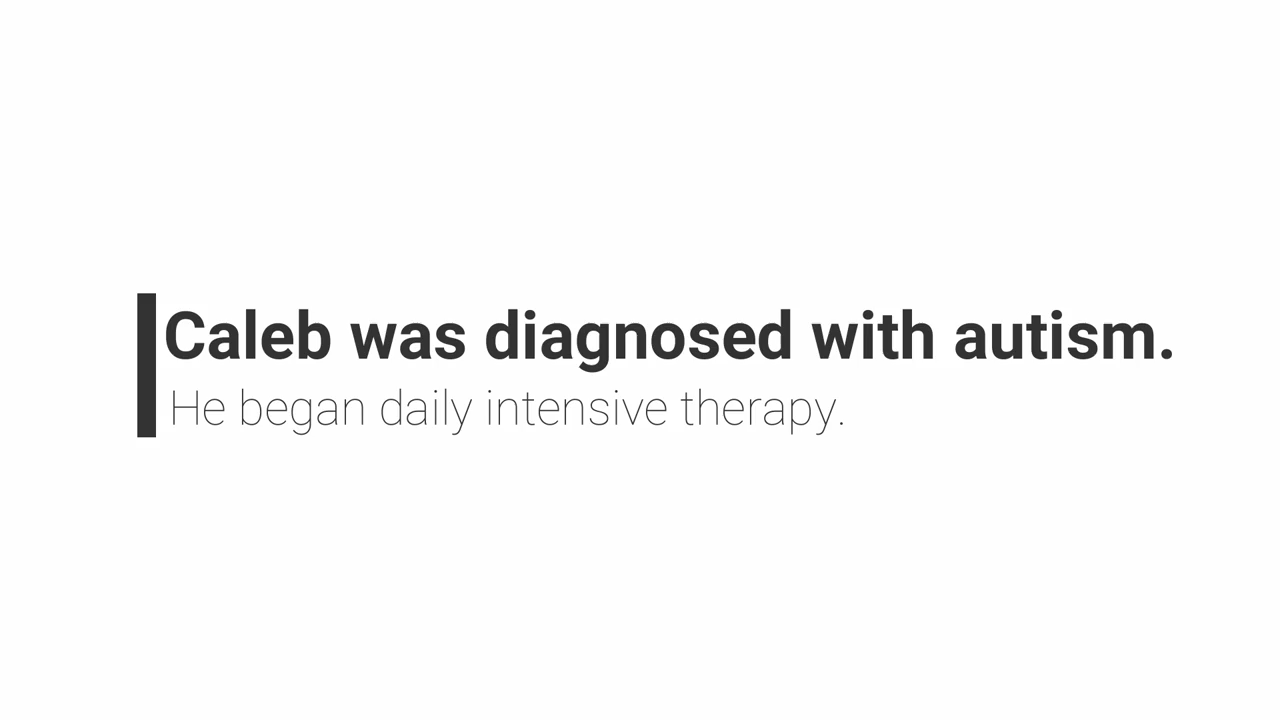 Caleb was diagnosed with autism.
He began daily intensive therapy.